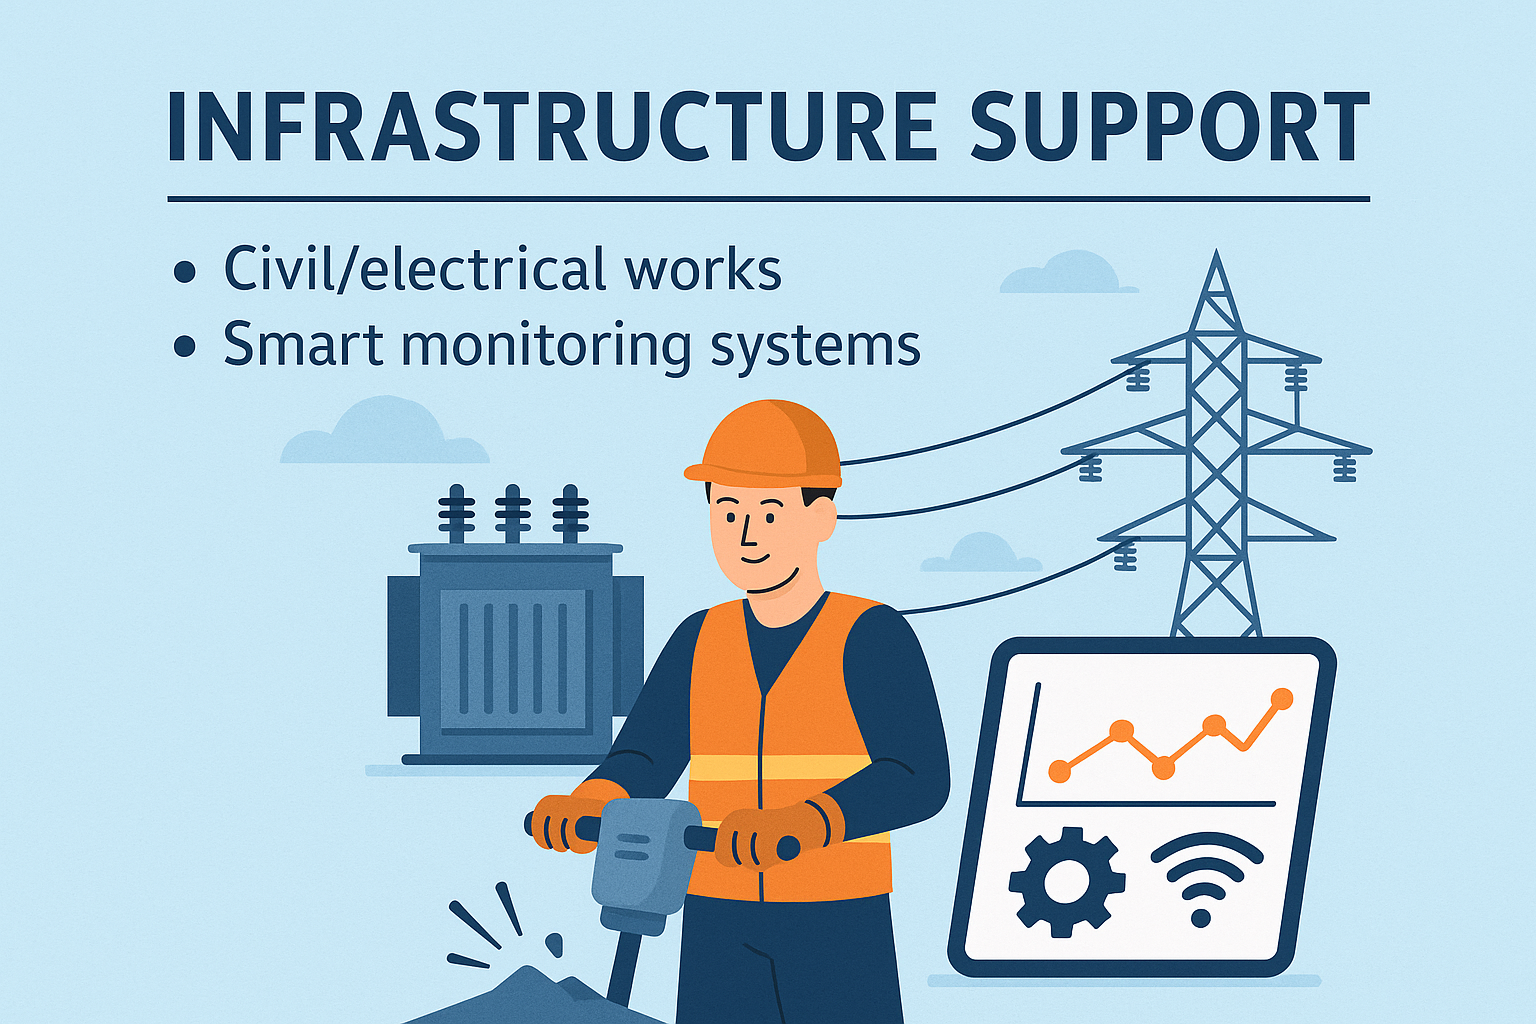 INFRASTRUCTURE SUPPORT
• Civil/electrical works
• Smart monitoring systems